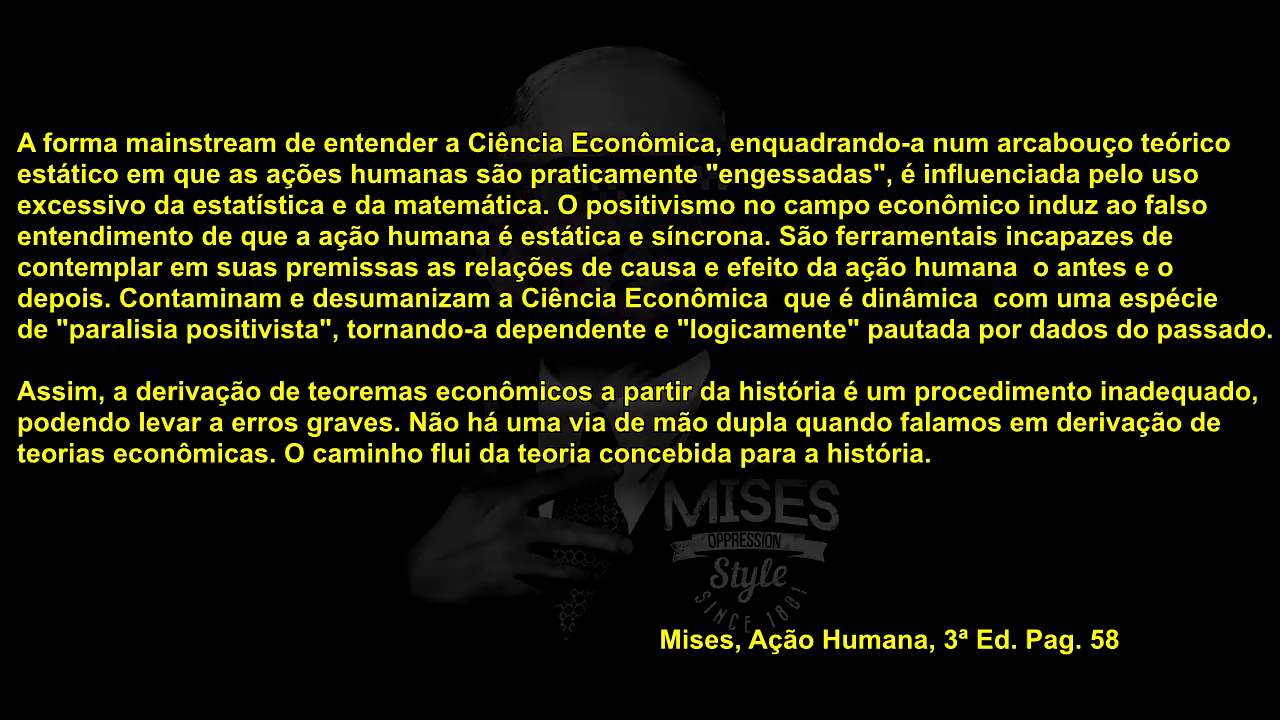 A forma mainstream de entender a Ciência Econômica, enquadrando-a num arcabouço teórico
estático em que as ações humanas são praticamente "engessadas", é influenciada pelo uso
excessivo da estatística e da matemática. O positivismo no campo econômico induz ao falso
entendimento de que a ação humana é estática e síncrona. São ferramentais incapazes de
contemplar em suas premissas as relações de causa e efeito da ação humana  o antes e o
depois. Contaminam e desumanizam a Ciência Econômica  que é dinâmica  com uma espécie
de "paralisia positivista", tornando-a dependente e "logicamente" pautada por dados do passado.
Assim, a derivação de teoremas econômicos a partir da história é um procedimento inadequado,
podendo levar a erros graves. Não há uma via de mão dupla quando falamos em derivação de
teorias econômicas. O caminho flui da teoria concebida para a história.
MISES
OPPRESSION
Style
SINCE 1881
Mises, Ação Humana, 3ª Ed. Pag. 58